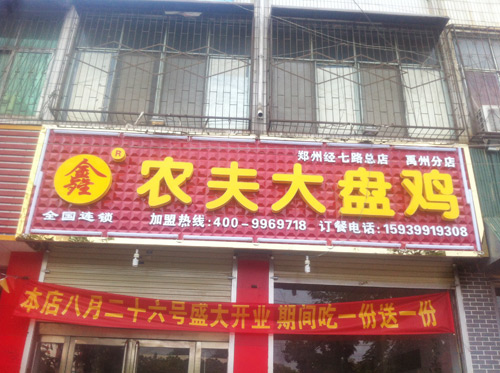 郑州经七路总店 禹州分店
鑫隆
®
农夫大盘鸡
全国连锁
加盟热线:400-9969718 订餐电话:15939919308
本店八月二十六号盛大开业 期间吃一份送一份